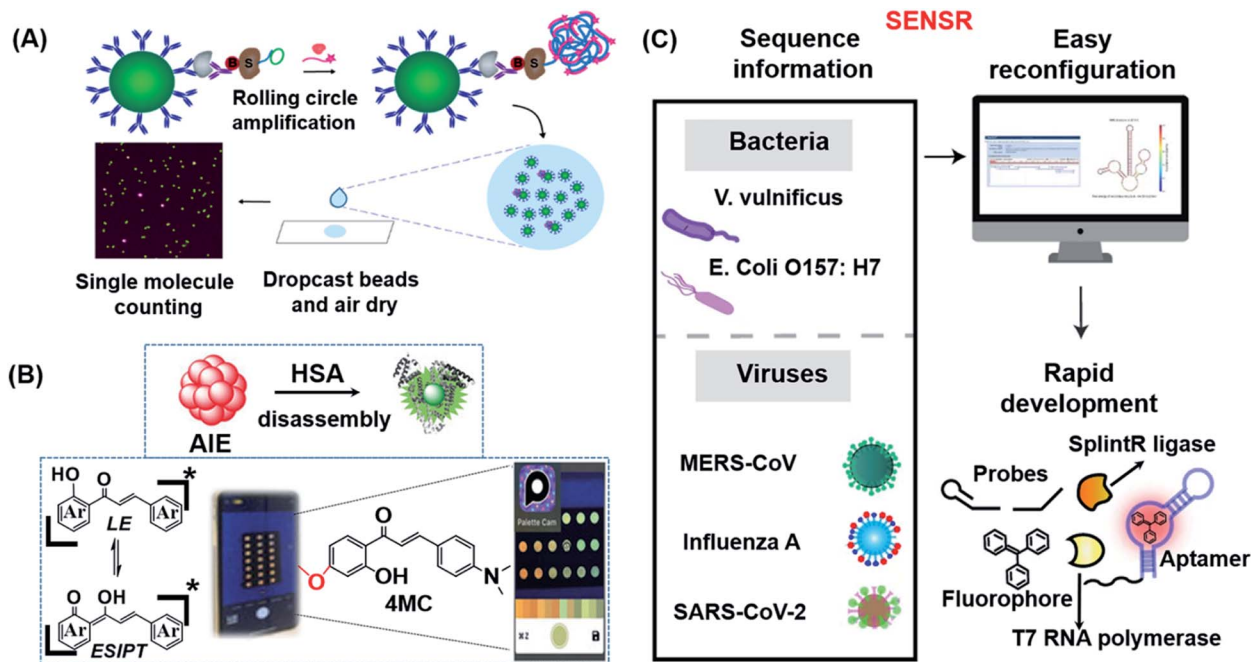 (A)
B
S
B
S
Rolling circle
amplification
Single molecule
counting
Dropcast beads
and air dry
(B)
AIE
HSA
disassembly
HO
O
*
Ar
Ar
LE
O
OH
*
Ar
Ar
ESIPT
O
O
OH
N
4MC
Palette Cam
⌘Z
(C)
SENSR
Sequence
information
Easy
reconfiguration
Bacteria
V. vulnificus
E. Coli O157: H7
Viruses
MERS-CoV
Influenza A
SARS-CoV-2
Rapid
development
SplintR ligase
Probes
Aptamer
Fluorophore
T7 RNA polymerase